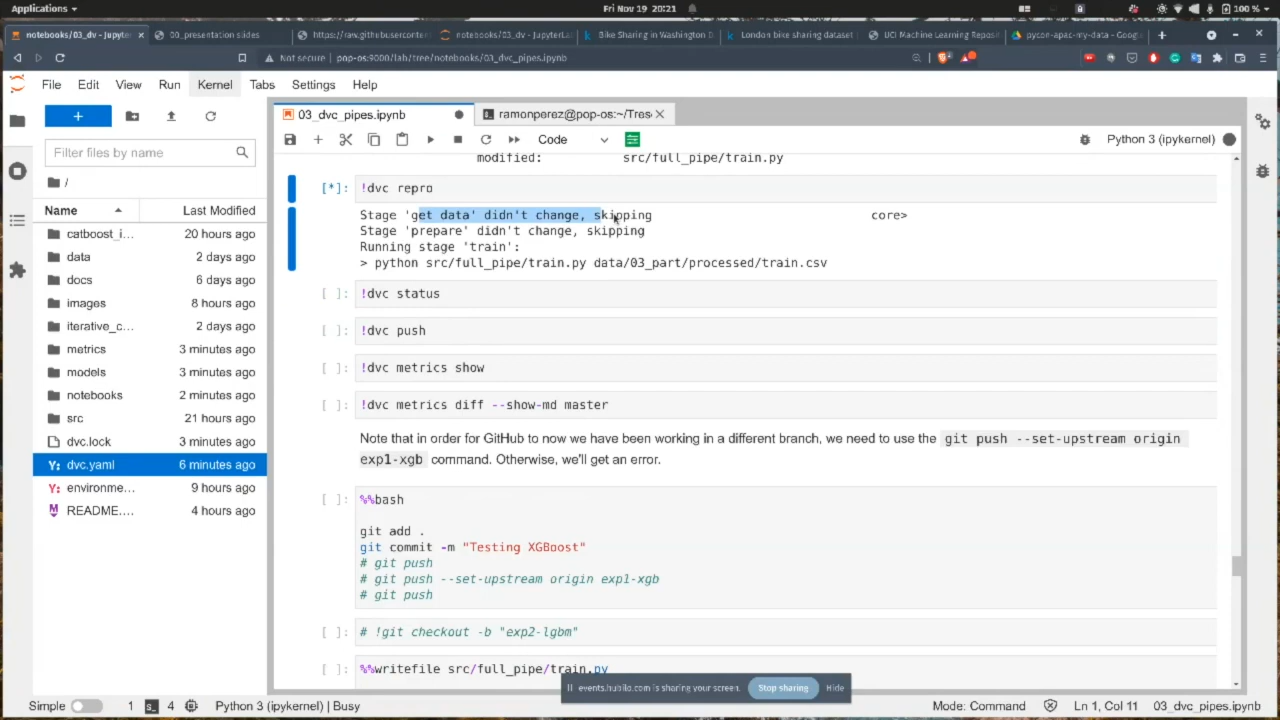 Applications
Fri Nov 19 20:21
100 %
notebooks/03_dv - JupyterL
00_presentation slides
https://raw.githubuserconten
notebooks/03_dv - JupyterLa
Bike Sharing in Washington D
London bike sharing dataset
UCI Machine Learning Reposit
pycon-apac-my-data - Google
Not secure | pop-os:9000/lab/tree/notebooks/03_dvc_pipes.ipynb
File Edit View Run Kernel Tabs Settings Help
03_dvc_pipes.ipynb
ramonperez@pop-os:~/Tres
Filter files by name
Code
Python 3 (ipykernel)
/
Name Last Modified
catboost_i... 20 hours ago
data 2 days ago
docs 6 days ago
images 8 hours ago
iterative_c... 2 days ago
metrics 3 minutes ago
models 3 minutes ago
notebooks 2 minutes ago
src 21 hours ago
dvc.lock 3 minutes ago
Y: dvc.yaml 6 minutes ago
Y: environme... 9 hours ago
README.... 4 hours ago
modified: src/full_pipe/train.py
[*]: !dvc repro
Stage 'get data' didn't change, skipping core>
Stage 'prepare' didn't change, skipping
Running stage 'train':
> python src/full_pipe/train.py data/03_part/processed/train.csv
[ ]: !dvc status
[ ]: !dvc push
[ ]: !dvc metrics show
[ ]: !dvc metrics diff --show-md master
Note that in order for GitHub to now we have been working in a different branch, we need to use the git push --set-upstream origin
exp1-xgb command. Otherwise, we'll get an error.
[ ]: %%bash
git add .
git commit -m "Testing XGBoost"
# git push
# git push --set-upstream origin exp1-xgb
# git push
[ ]: # !git checkout -b "exp2-lgbm"
[ ]: %%writefile src/full_pipe/train.py
events.hubilo.com is sharing your screen.
Stop sharing
Hide
Simple
1
4
Python 3 (ipykernel) | Busy
Mode: Command
Ln 1, Col 11
03_dvc_pipes.ipynb